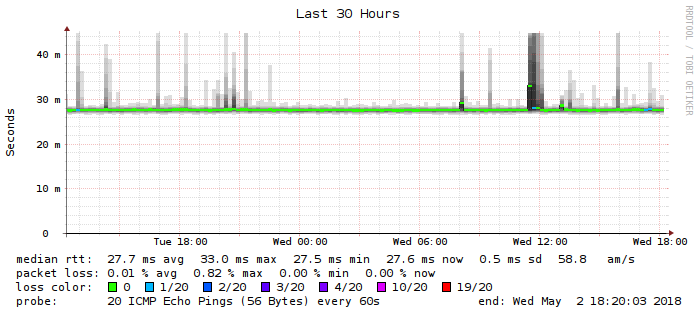 Last 30 Hours
RRDTOOL / TOBI OETIKER
Seconds
40 m
30 m
20 m
10 m
0
Tue 18:00 Wed 00:00 Wed 06:00 Wed 12:00 Wed 18:00
median rtt: 27.7 ms avg 33.0 ms max 27.5 ms min 27.6 ms now 0.5 ms sd 58.8 am/s
packet loss: 0.01 % avg 0.82 % max 0.00 % min 0.00 % now
loss color: 0 1/20 2/20 3/20 4/20 10/20 19/20
probe: 20 ICMP Echo Pings (56 Bytes) every 60s end: Wed May 2 18:20:03 2018